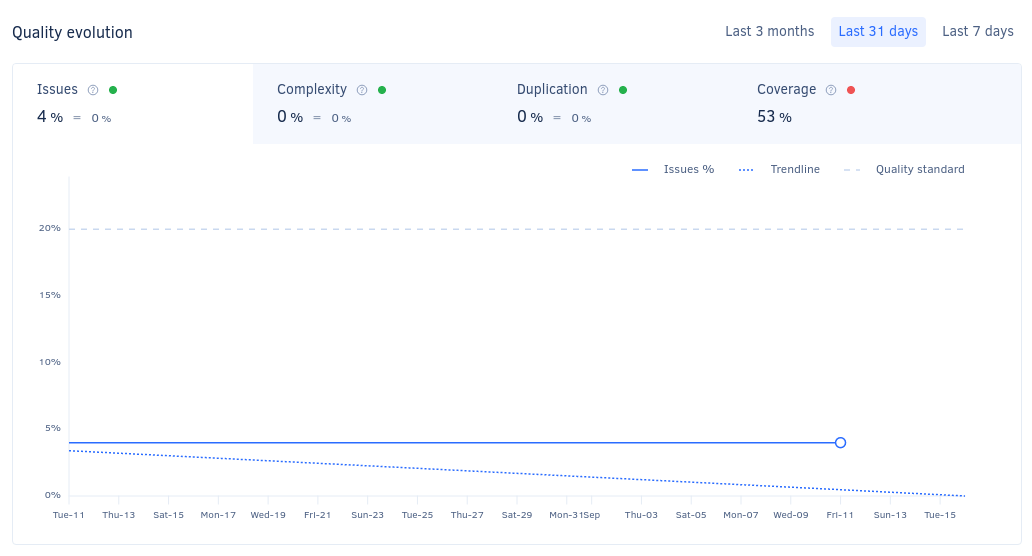 Quality evolution Last 3 months Last 31 days Last 7 days
Issues ? Complexity ? Duplication ? Coverage ?
4 % = 0 % 0 % = 0 % 0 % = 0 % 53 %
Issues % Trendline Quality standard
20%
15%
10%
5%
0%
Tue-11 Thu-13 Sat-15 Mon-17 Wed-19 Fri-21 Sun-23 Tue-25 Thu-27 Sat-29 Mon-31Sep Thu-03 Sat-05 Mon-07 Wed-09 Fri-11 Sun-13 Tue-15